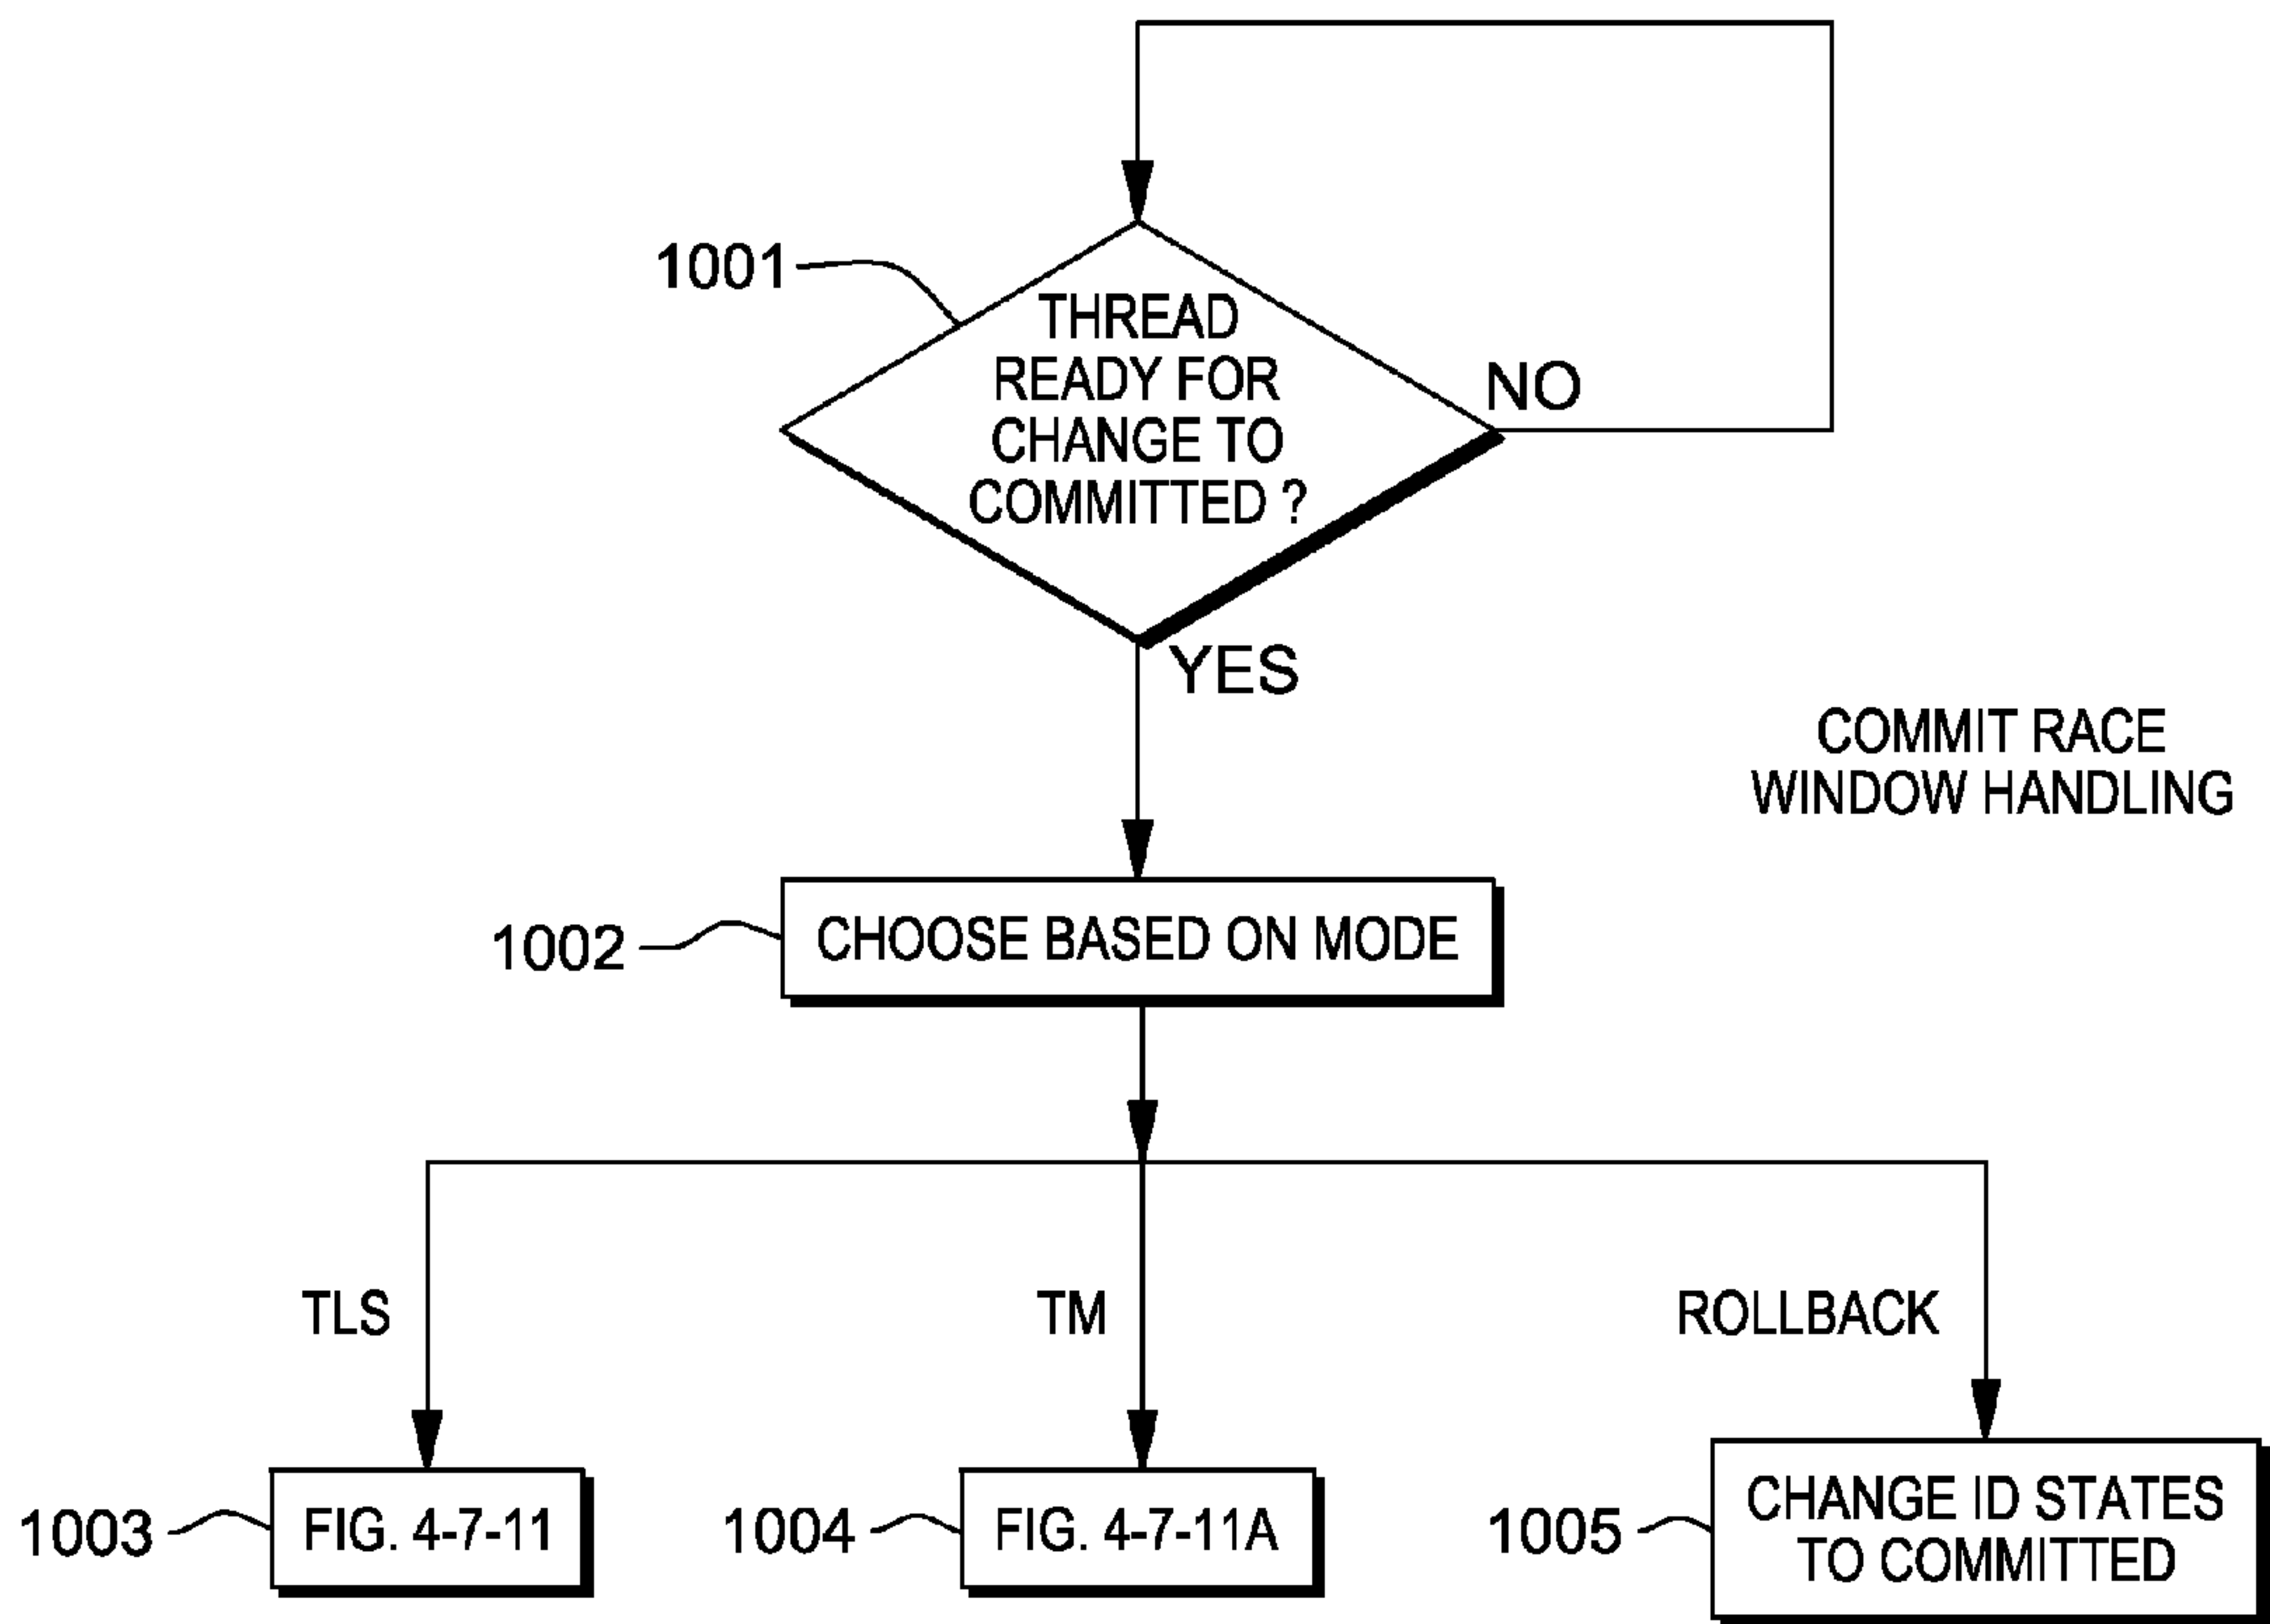 1001
THREAD
READY FOR
CHANGE TO
COMMITTED ?
NO
YES
COMMIT RACE
WINDOW HANDLING
1002
CHOOSE BASED ON MODE
TLS
TM
ROLLBACK
1003
FIG. 4-7-11
1004
FIG. 4-7-11A
1005
CHANGE ID STATES
TO COMMITTED